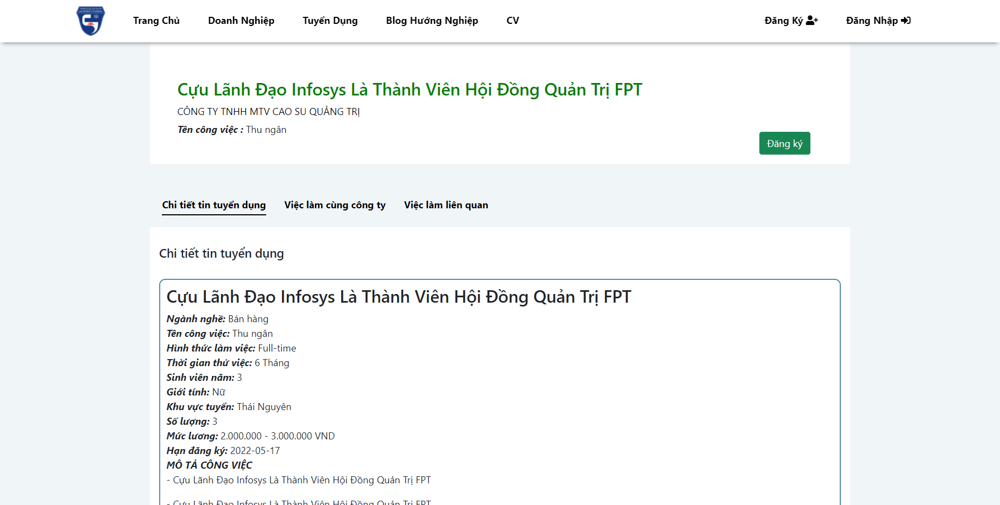 Trang Chủ Doanh Nghiệp Tuyển Dụng Blog Hướng Nghiệp CV Đăng Ký Đăng Nhập
Cựu Lãnh Đạo Infosys Là Thành Viên Hội Đồng Quản Trị FPT
CÔNG TY TNHH MTV CAO SU QUẢNG TRỊ
Tên công việc : Thu ngân
Đăng ký
Chi tiết tin tuyển dụng Việc làm cùng công ty Việc làm liên quan
Chi tiết tin tuyển dụng
Cựu Lãnh Đạo Infosys Là Thành Viên Hội Đồng Quản Trị FPT
Ngành nghề: Bán hàng
Tên công việc: Thu ngân
Hình thức làm việc: Full-time
Thời gian thử việc: 6 Tháng
Sinh viên năm: 3
Giới tính: Nữ
Khu vực tuyển: Thái Nguyên
Số lượng: 3
Mức lương: 2.000.000 - 3.000.000 VND
Hạn đăng ký: 2022-05-17
MÔ TẢ CÔNG VIỆC
- Cựu Lãnh Đạo Infosys Là Thành Viên Hội Đồng Quản Trị FPT
- Cựu Lãnh Đạo Infosys Là Thành Viên Hội Đồng Quản Trị FPT